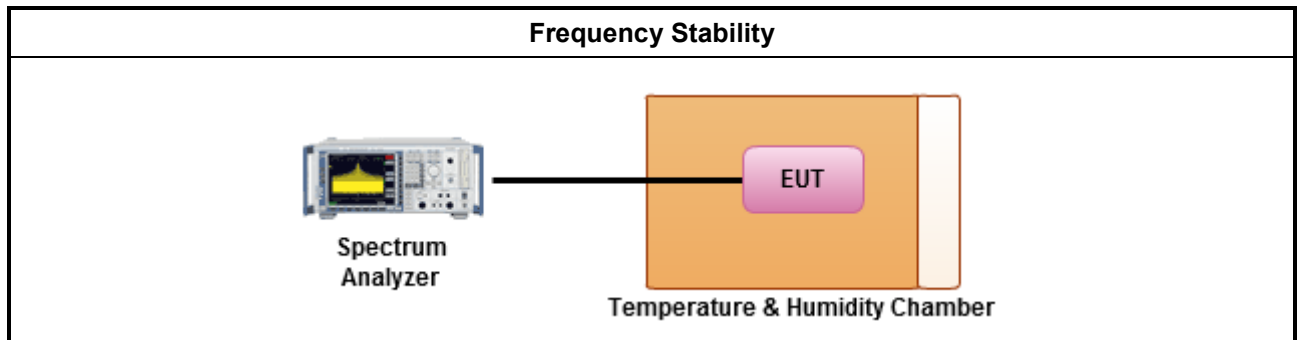 Frequency Stability
EUT
Spectrum
Analyzer
Temperature & Humidity Chamber